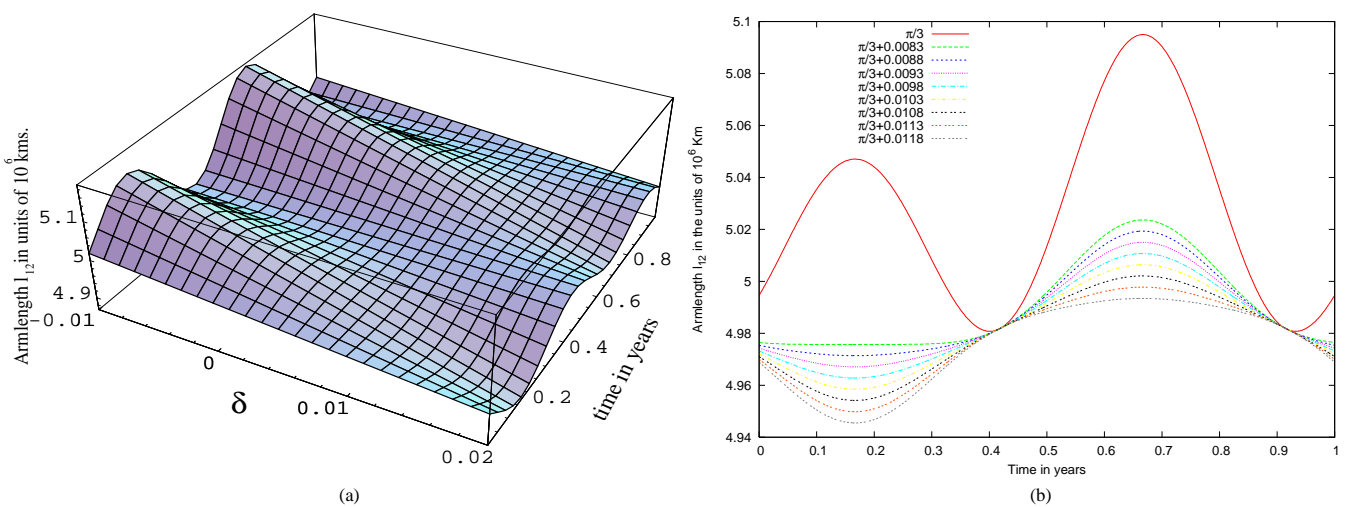 Armlength l12 in units of 10^6 kms.
5.1
5
4.9
−0.01
0
0.01
0.02
δ
0.2
0.4
0.6
0.8
time in years
(a)
Armlength l12 in the units of 10^6 Km
5.1
5.08
5.06
5.04
5.02
5
4.98
4.96
4.94
π/3
π/3+0.0083
π/3+0.0088
π/3+0.0093
π/3+0.0098
π/3+0.0103
π/3+0.0108
π/3+0.0113
π/3+0.0118
0 0.1 0.2 0.3 0.4 0.5 0.6 0.7 0.8 0.9 1
Time in years
(b)